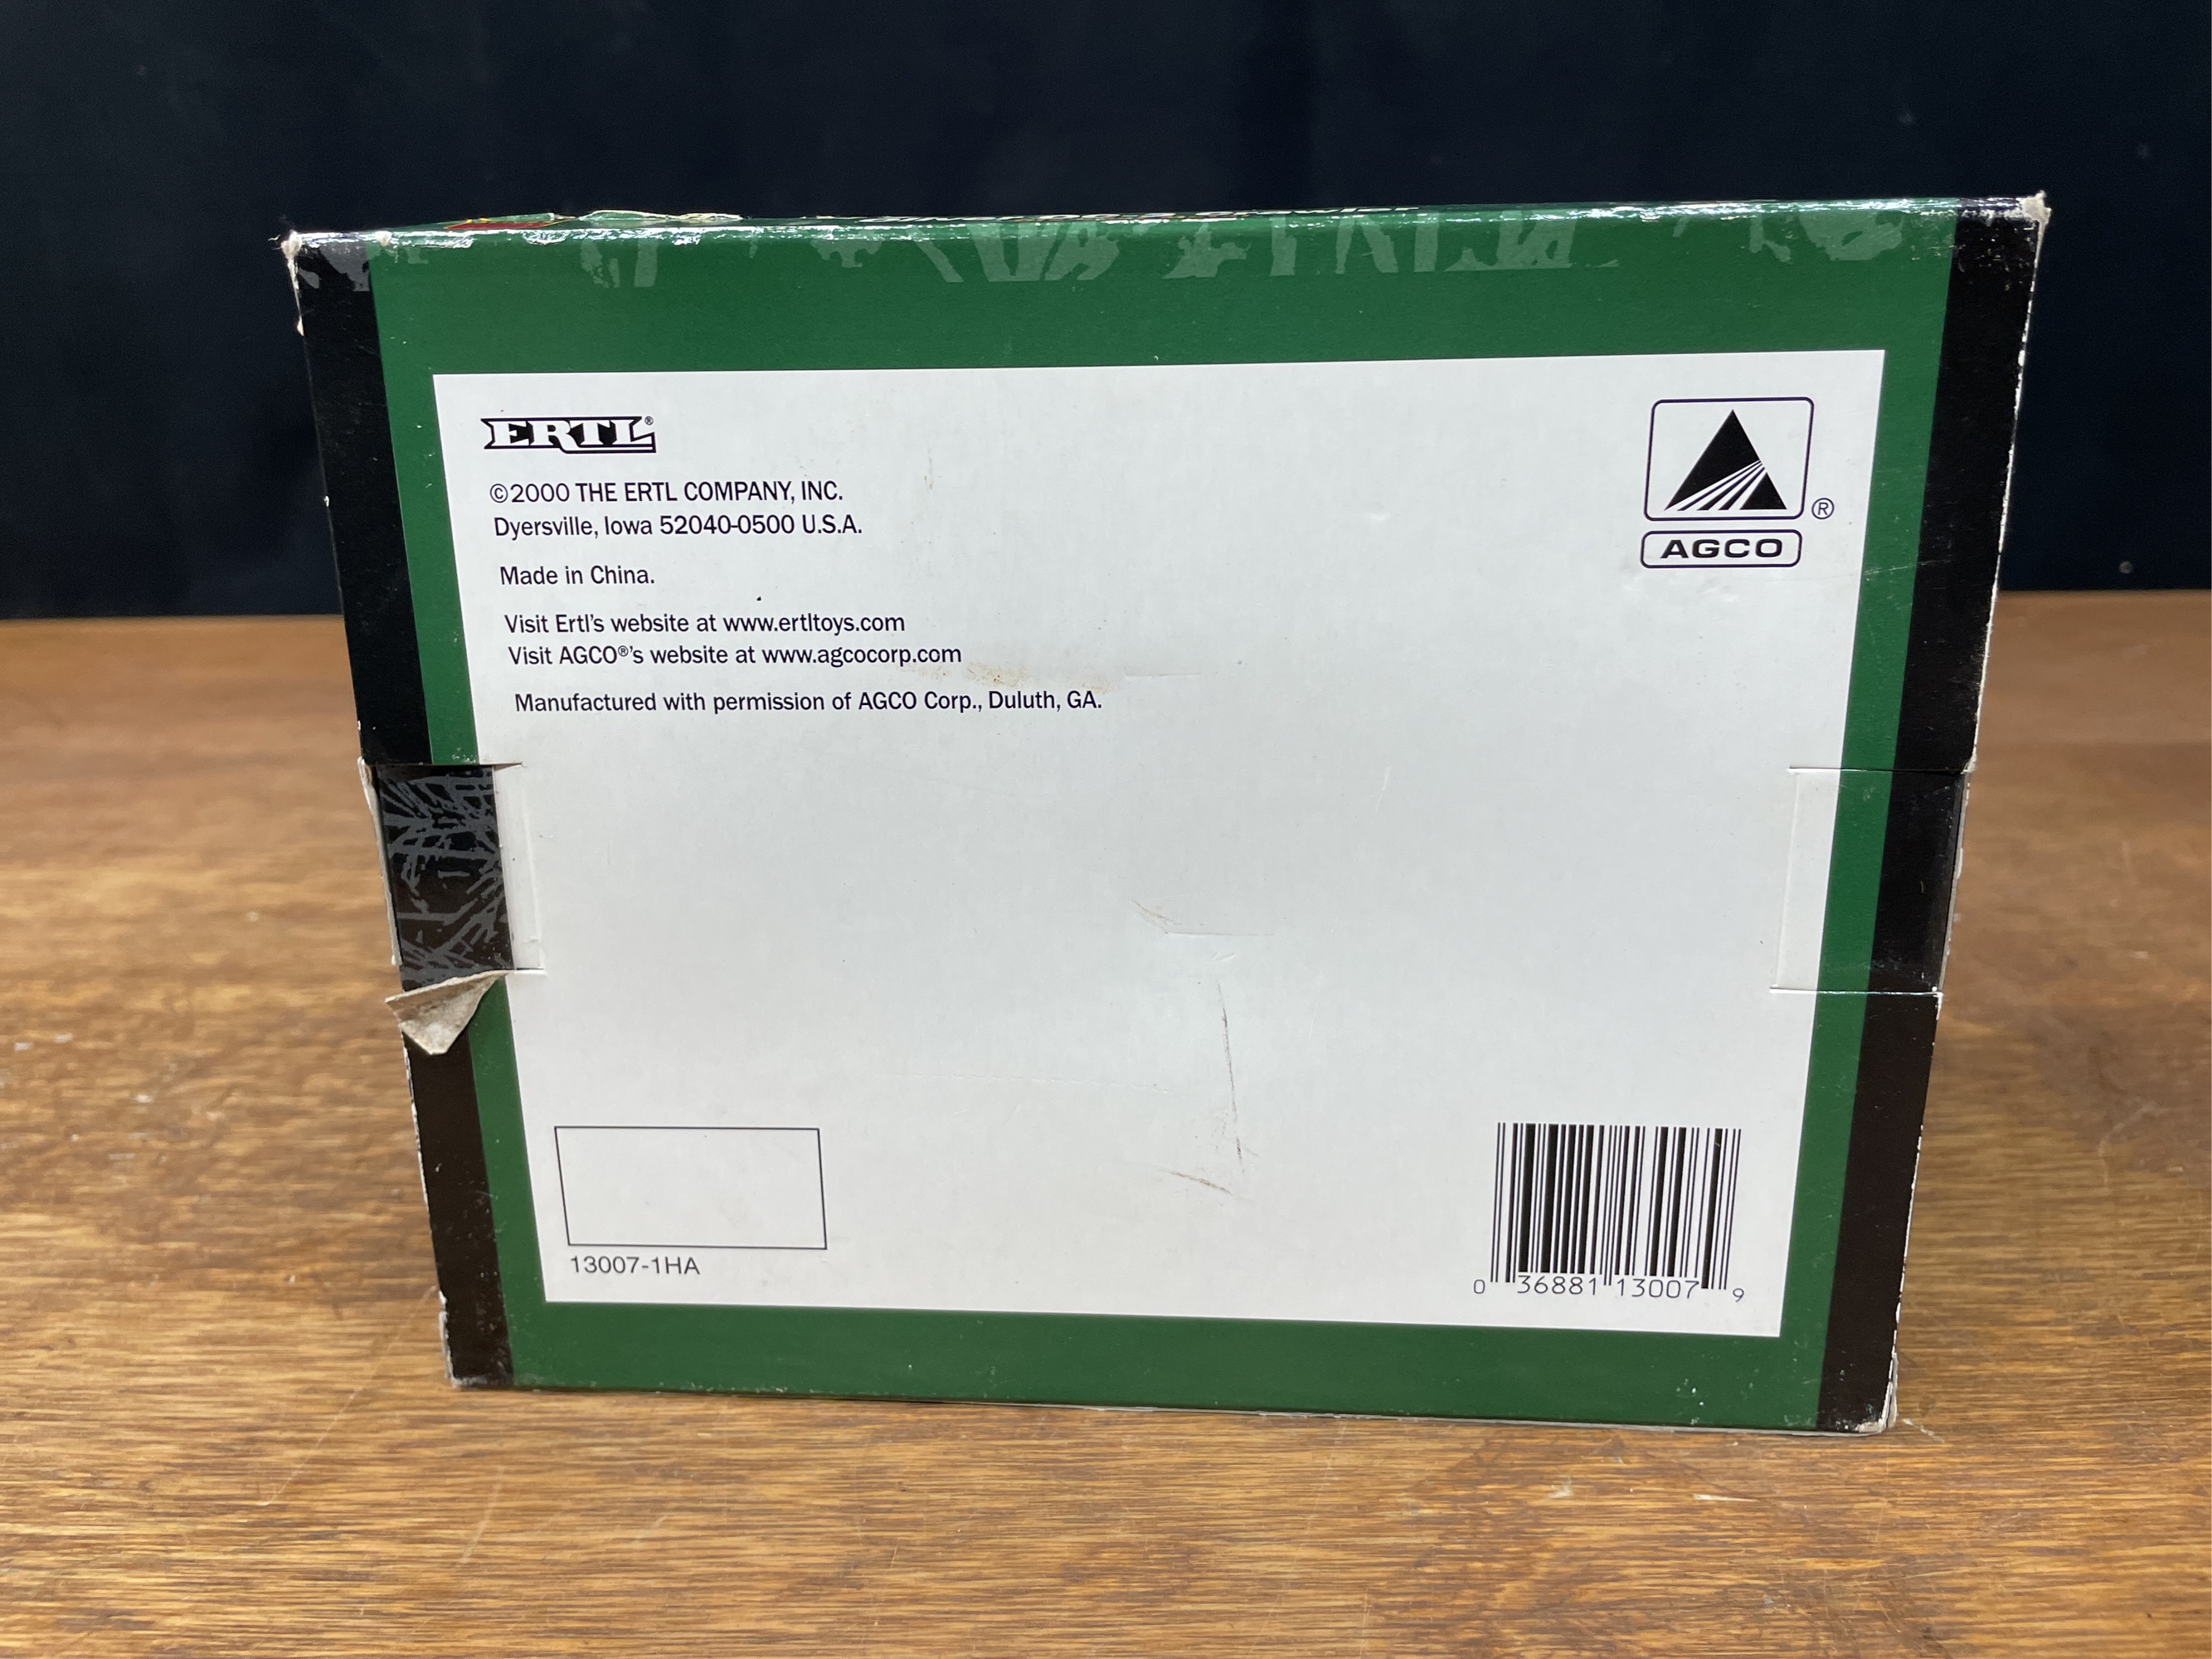 ERTL®
©2000 THE ERTL COMPANY, INC.
Dyersville, Iowa 52040-0500 U.S.A.
Made in China.
Visit Ertl's website at www.ertltoys.com
Visit AGCO®'s website at www.agcocorp.com
Manufactured with permission of AGCO Corp., Duluth, GA.
®
AGCO
13007-1HA
0 36881 13007 9